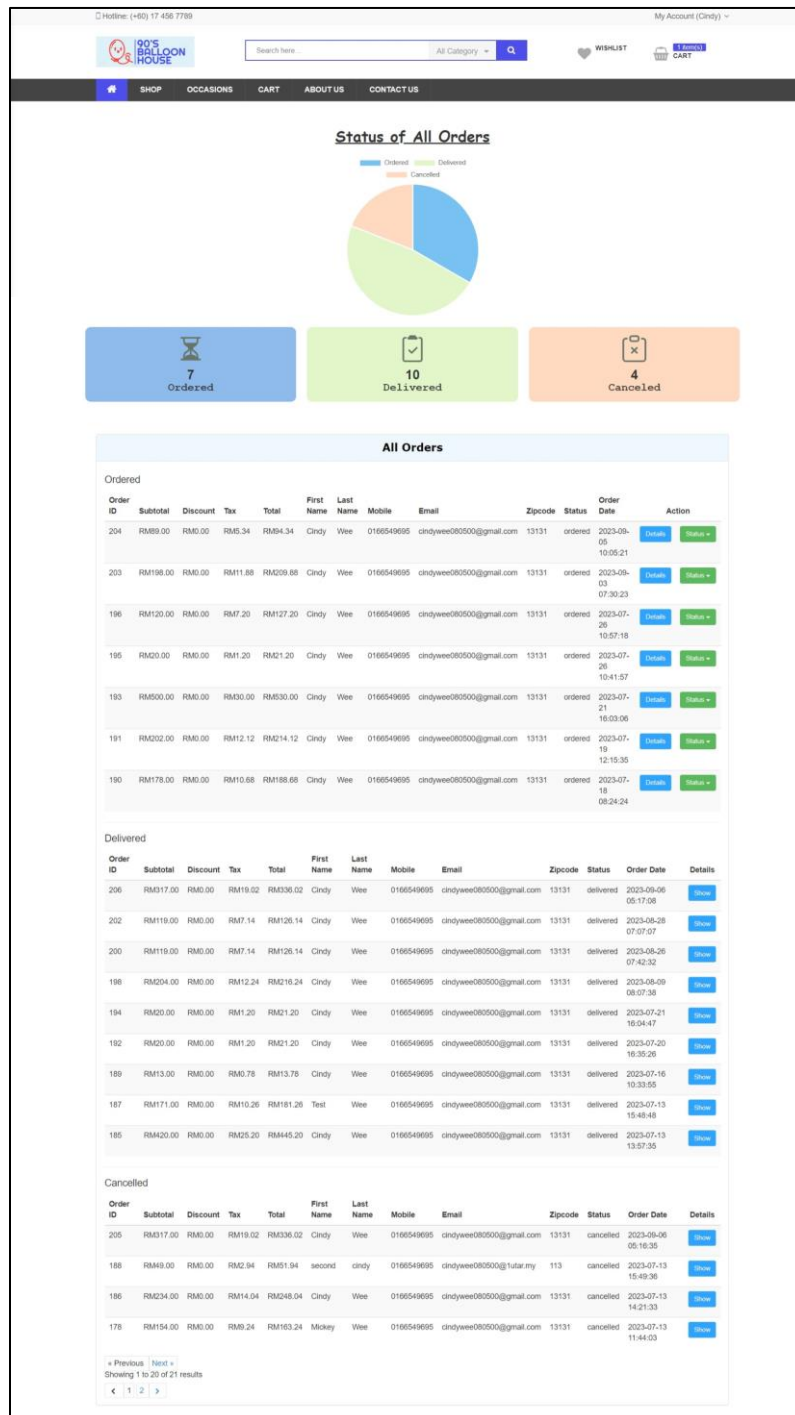 Hotline: (+60) 17 456 7789 My Account (Cindy)
90'S
BALLOON
HOUSE
Search here... All Category
WISHLIST
1 item(s)
CART
SHOP OCCASIONS CART ABOUT US CONTACT US
Status of All Orders
Ordered Delivered
Cancelled
7 10 4
Ordered Delivered Canceled
All Orders
Ordered
Order ID Subtotal Discount Tax Total First Name Last Name Mobile Email Zipcode Status Order Date Action
204 RM89.00 RM0.00 RM5.34 RM94.34 Cindy Wee 0166549695 cindywee080500@gmail.com 13131 ordered 2023-09-05 10:05:21 Details Status
203 RM198.00 RM0.00 RM11.88 RM209.88 Cindy Wee 0166549695 cindywee080500@gmail.com 13131 ordered 2023-09-03 07:30:23 Details Status
196 RM120.00 RM0.00 RM7.20 RM127.20 Cindy Wee 0166549695 cindywee080500@gmail.com 13131 ordered 2023-07-26 10:57:18 Details Status
195 RM20.00 RM0.00 RM1.20 RM21.20 Cindy Wee 0166549695 cindywee080500@gmail.com 13131 ordered 2023-07-26 10:41:57 Details Status
193 RM500.00 RM0.00 RM30.00 RM530.00 Cindy Wee 0166549695 cindywee080500@gmail.com 13131 ordered 2023-07-21 16:03:06 Details Status
191 RM202.00 RM0.00 RM12.12 RM214.12 Cindy Wee 0166549695 cindywee080500@gmail.com 13131 ordered 2023-07-19 12:15:35 Details Status
190 RM178.00 RM0.00 RM10.68 RM188.68 Cindy Wee 0166549695 cindywee080500@gmail.com 13131 ordered 2023-07-18 08:24:24 Details Status
Delivered
Order ID Subtotal Discount Tax Total First Name Last Name Mobile Email Zipcode Status Order Date Details
206 RM317.00 RM0.00 RM19.02 RM336.02 Cindy Wee 0166549695 cindywee080500@gmail.com 13131 delivered 2023-09-06 05:17:08 Show
202 RM119.00 RM0.00 RM7.14 RM126.14 Cindy Wee 0166549695 cindywee080500@gmail.com 13131 delivered 2023-08-28 07:07:07 Show
200 RM119.00 RM0.00 RM7.14 RM126.14 Cindy Wee 0166549695 cindywee080500@gmail.com 13131 delivered 2023-08-26 07:42:32 Show
198 RM204.00 RM0.00 RM12.24 RM216.24 Cindy Wee 0166549695 cindywee080500@gmail.com 13131 delivered 2023-08-09 08:07:38 Show
194 RM20.00 RM0.00 RM1.20 RM21.20 Cindy Wee 0166549695 cindywee080500@gmail.com 13131 delivered 2023-07-21 16:04:47 Show
192 RM20.00 RM0.00 RM1.20 RM21.20 Cindy Wee 0166549695 cindywee080500@gmail.com 13131 delivered 2023-07-20 16:35:26 Show
189 RM13.00 RM0.00 RM0.78 RM13.78 Cindy Wee 0166549695 cindywee080500@gmail.com 13131 delivered 2023-07-16 10:33:55 Show
187 RM171.00 RM0.00 RM10.26 RM181.26 Test Wee 0166549695 cindywee080500@gmail.com 13131 delivered 2023-07-13 15:48:48 Show
185 RM420.00 RM0.00 RM25.20 RM445.20 Cindy Wee 0166549695 cindywee080500@gmail.com 13131 delivered 2023-07-13 13:57:35 Show
Cancelled
Order ID Subtotal Discount Tax Total First Name Last Name Mobile Email Zipcode Status Order Date Details
205 RM317.00 RM0.00 RM19.02 RM336.02 Cindy Wee 0166549695 cindywee080500@gmail.com 13131 cancelled 2023-09-06 05:16:35 Show
188 RM49.00 RM0.00 RM2.94 RM51.94 second cindy 0166549695 cindywee080500@1utar.my 113 cancelled 2023-07-13 15:49:36 Show
186 RM234.00 RM0.00 RM14.04 RM248.04 Cindy Wee 0166549695 cindywee080500@gmail.com 13131 cancelled 2023-07-13 14:21:33 Show
178 RM154.00 RM0.00 RM9.24 RM163.24 Mickey Wee 0166549695 cindywee080500@gmail.com 13131 cancelled 2023-07-13 11:44:03 Show
« Previous Next »
Showing 1 to 20 of 21 results
‹ 1 2 ›